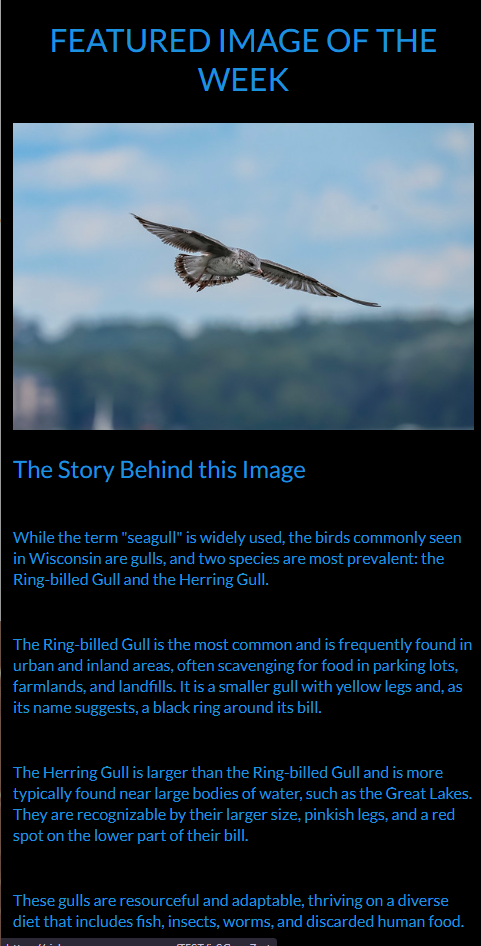 FEATURED IMAGE OF THE
WEEK
The Story Behind this Image
While the term "seagull" is widely used, the birds commonly seen
in Wisconsin are gulls, and two species are most prevalent: the
Ring-billed Gull and the Herring Gull.
The Ring-billed Gull is the most common and is frequently found in
urban and inland areas, often scavenging for food in parking lots,
farmlands, and landfills. It is a smaller gull with yellow legs and, as
its name suggests, a black ring around its bill.
The Herring Gull is larger than the Ring-billed Gull and is more
typically found near large bodies of water, such as the Great Lakes.
They are recognizable by their larger size, pinkish legs, and a red
spot on the lower part of their bill.
These gulls are resourceful and adaptable, thriving on a diverse
diet that includes fish, insects, worms, and discarded human food.